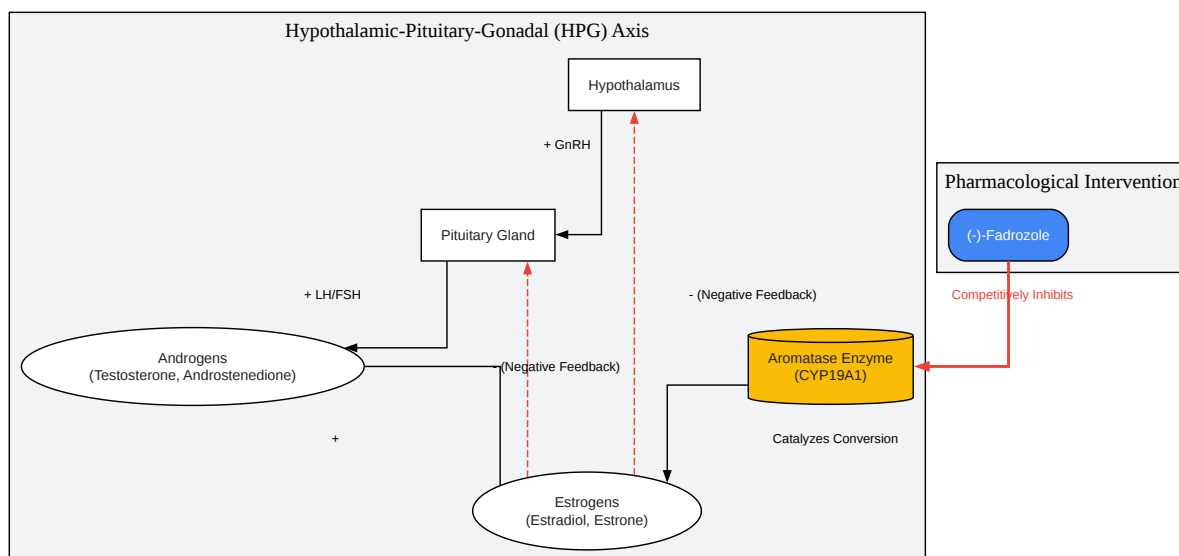 Hypothalamic-Pituitary-Gonadal (HPG) Axis
Hypothalamus
+ GnRH
Pharmacological Intervention
(-)-Fadrozole
Pituitary Gland
+ LH/FSH
- (Negative Feedback)
Competitively Inhibits
Androgens
(Testosterone, Androstenedione)
- (Negative Feedback)
Aromatase Enzyme
(CYP19A1)
+
Catalyzes Conversion
Estrogens
(Estradiol, Estrone)